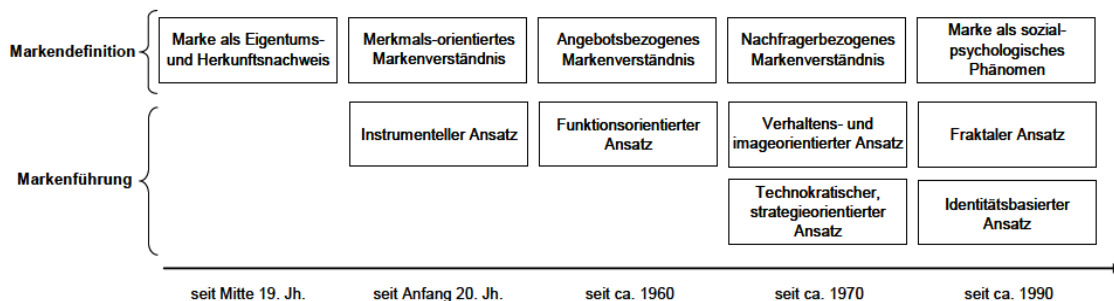 Markendefinition
Marke als Eigentums-
und Herkunftsnachweis
Merkmals-orientiertes
Markenverständnis
Angebotsbezogenes
Markenverständnis
Nachfragerbezogenes
Markenverständnis
Marke als sozial-
psychologisches
Phänomen
Markenführung
Instrumenteller Ansatz
Funktionsorientierter
Ansatz
Verhaltens- und
imageorientierter Ansatz
Fraktaler Ansatz
Technokratischer,
strategieorientierter
Ansatz
Identitätsbasierter
Ansatz
seit Mitte 19. Jh.
seit Anfang 20. Jh.
seit ca. 1960
seit ca. 1970
seit ca. 1990